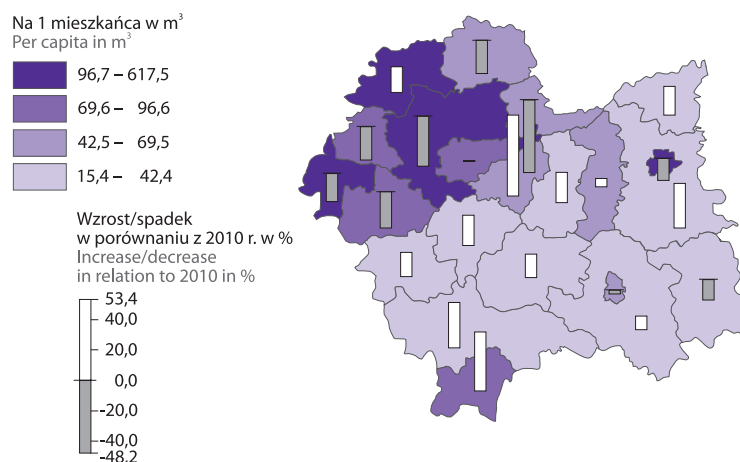 Na 1 mieszkańca w m³
Per capita in m³
96,7 – 617,5
69,6 – 96,6
42,5 – 69,5
15,4 – 42,4
Wzrost/spadek
w porównaniu z 2010 r. w %
Increase/decrease
in relation to 2010 in %
53,4
40,0
20,0
0,0
-20,0
-40,0
-48,2